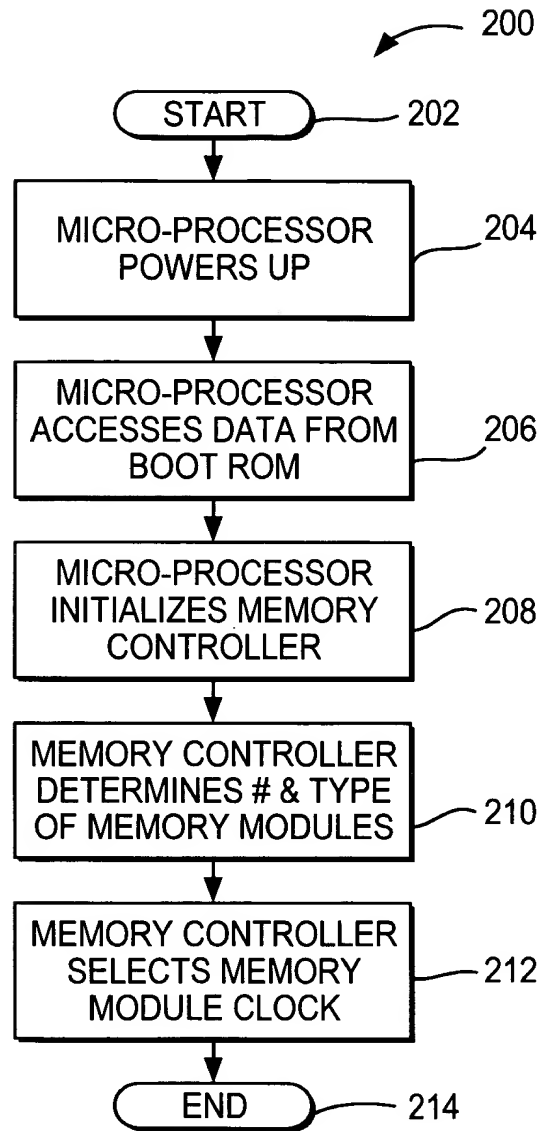 200
START
202
MICRO-PROCESSOR
POWERS UP
204
MICRO-PROCESSOR
ACCESSES DATA FROM
BOOT ROM
206
MICRO-PROCESSOR
INITIALIZES MEMORY
CONTROLLER
208
MEMORY CONTROLLER
DETERMINES # & TYPE
OF MEMORY MODULES
210
MEMORY CONTROLLER
SELECTS MEMORY
MODULE CLOCK
212
END
214